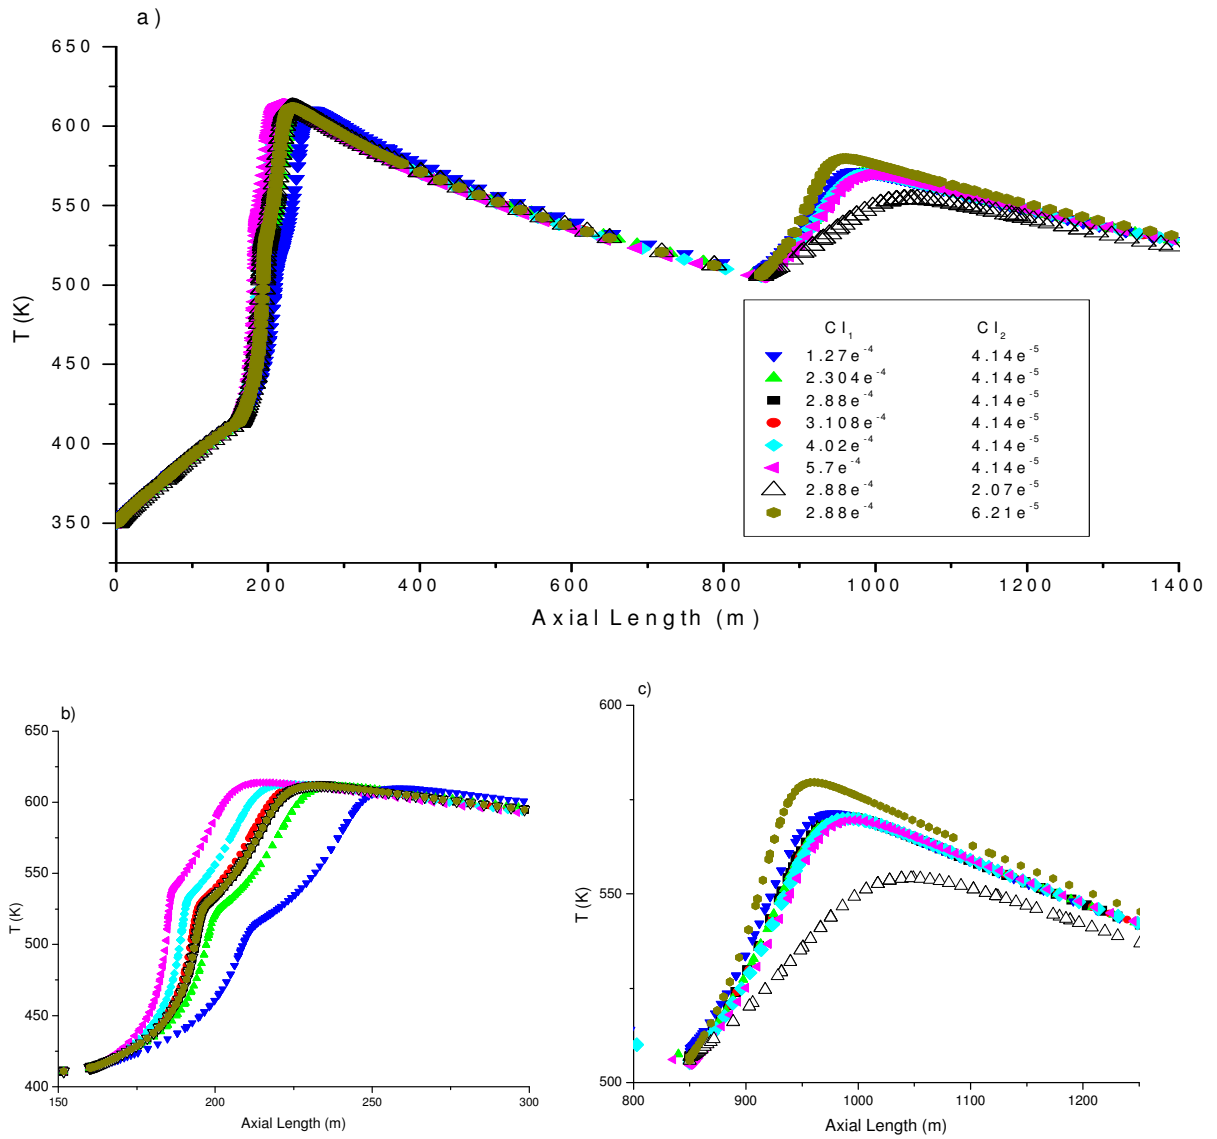 a)
650
600
550
500
450
400
350
T (K)
0 200 400 600 800 1000 1200 1400
Axial Length (m)
CI₁ CI₂
1.27e⁻⁴ 4.14e⁻⁵
2.304e⁻⁴ 4.14e⁻⁵
2.88e⁻⁴ 4.14e⁻⁵
3.108e⁻⁴ 4.14e⁻⁵
4.02e⁻⁴ 4.14e⁻⁵
5.7e⁻⁴ 4.14e⁻⁵
2.88e⁻⁴ 2.07e⁻⁵
2.88e⁻⁴ 6.21e⁻⁵
b)
650
600
550
500
450
400
T (K)
150 200 250 300
Axial Length (m)
c)
600
550
500
T (K)
800 900 1000 1100 1200
Axial Length (m)